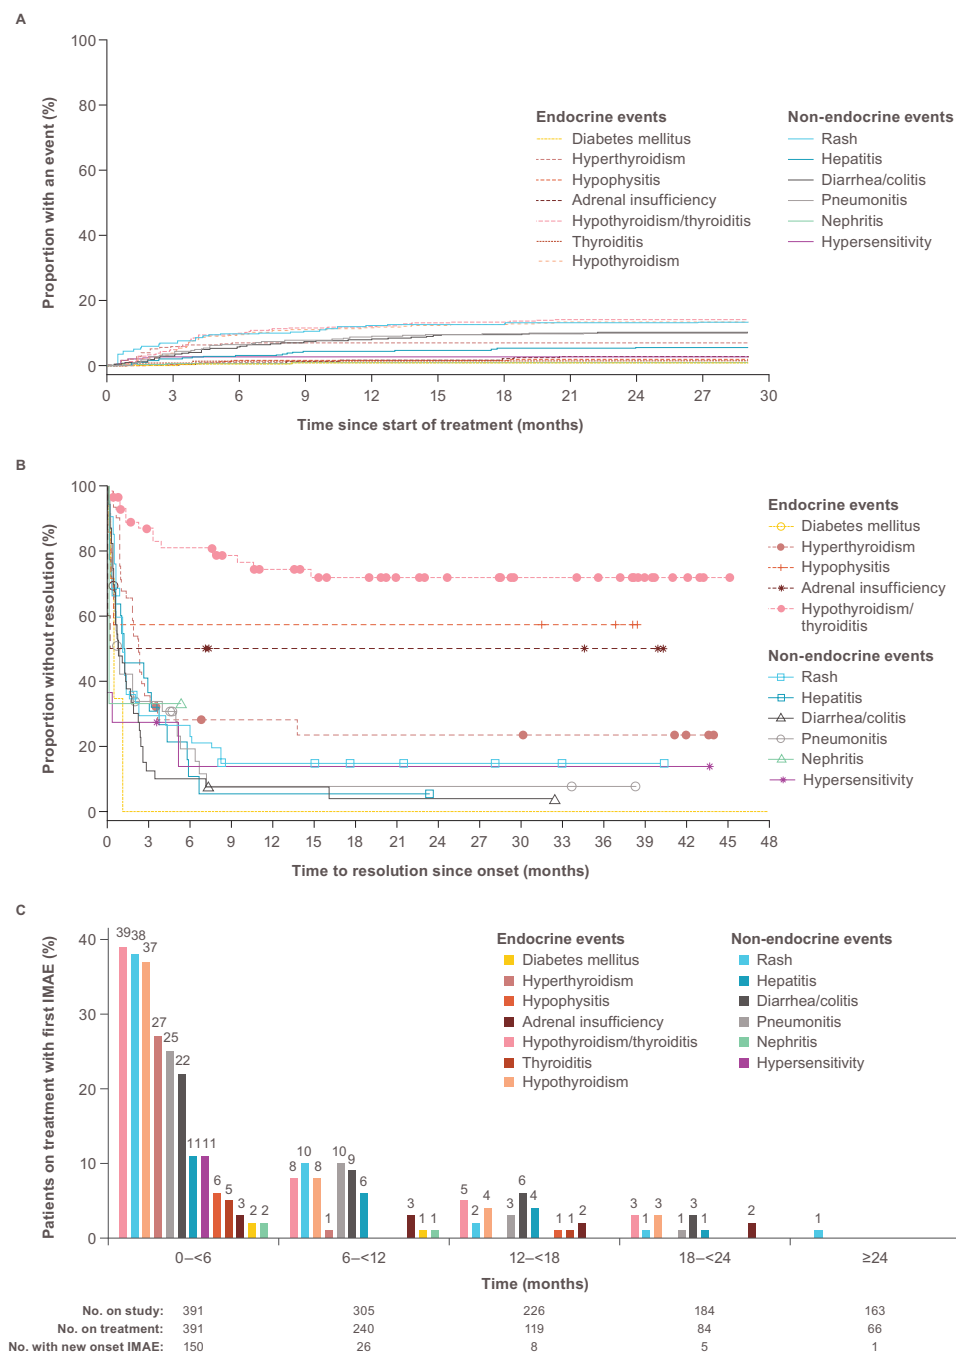 A
Proportion with an event (%)
100
80
60
40
20
0
0 3 6 9 12 15 18 21 24 27 30
Time since start of treatment (months)
Endocrine events
Diabetes mellitus
Hyperthyroidism
Hypophysitis
Adrenal insufficiency
Hypothyroidism/thyroiditis
Thyroiditis
Hypothyroidism
Non-endocrine events
Rash
Hepatitis
Diarrhea/colitis
Pneumonitis
Nephritis
Hypersensitivity
B
Proportion without resolution (%)
100
80
60
40
20
0
0 3 6 9 12 15 18 21 24 27 30 33 36 39 42 45 48
Time to resolution since onset (months)
Endocrine events
Diabetes mellitus
Hyperthyroidism
Hypophysitis
Adrenal insufficiency
Hypothyroidism/
thyroiditis
Non-endocrine events
Rash
Hepatitis
Diarrhea/colitis
Pneumonitis
Nephritis
Hypersensitivity
C
Patients on treatment with first IMAE (%)
40
30
20
10
0
39 38 37 27 25 22 11 11 6 5 3 2 2
8 10 8 1 10 9 6 3 1 1
5 2 4 3 6 4 1 1 2
3 1 3 1 3 1 2
1
Endocrine events
Diabetes mellitus
Hyperthyroidism
Hypophysitis
Adrenal insufficiency
Hypothyroidism/thyroiditis
Thyroiditis
Hypothyroidism
Non-endocrine events
Rash
Hepatitis
Diarrhea/colitis
Pneumonitis
Nephritis
Hypersensitivity
0–<6 6–<12 12–<18 18–<24 ≥24
Time (months)
No. on study: 391 305 226 184 163
No. on treatment: 391 240 119 84 66
No. with new onset IMAE: 150 26 8 5 1